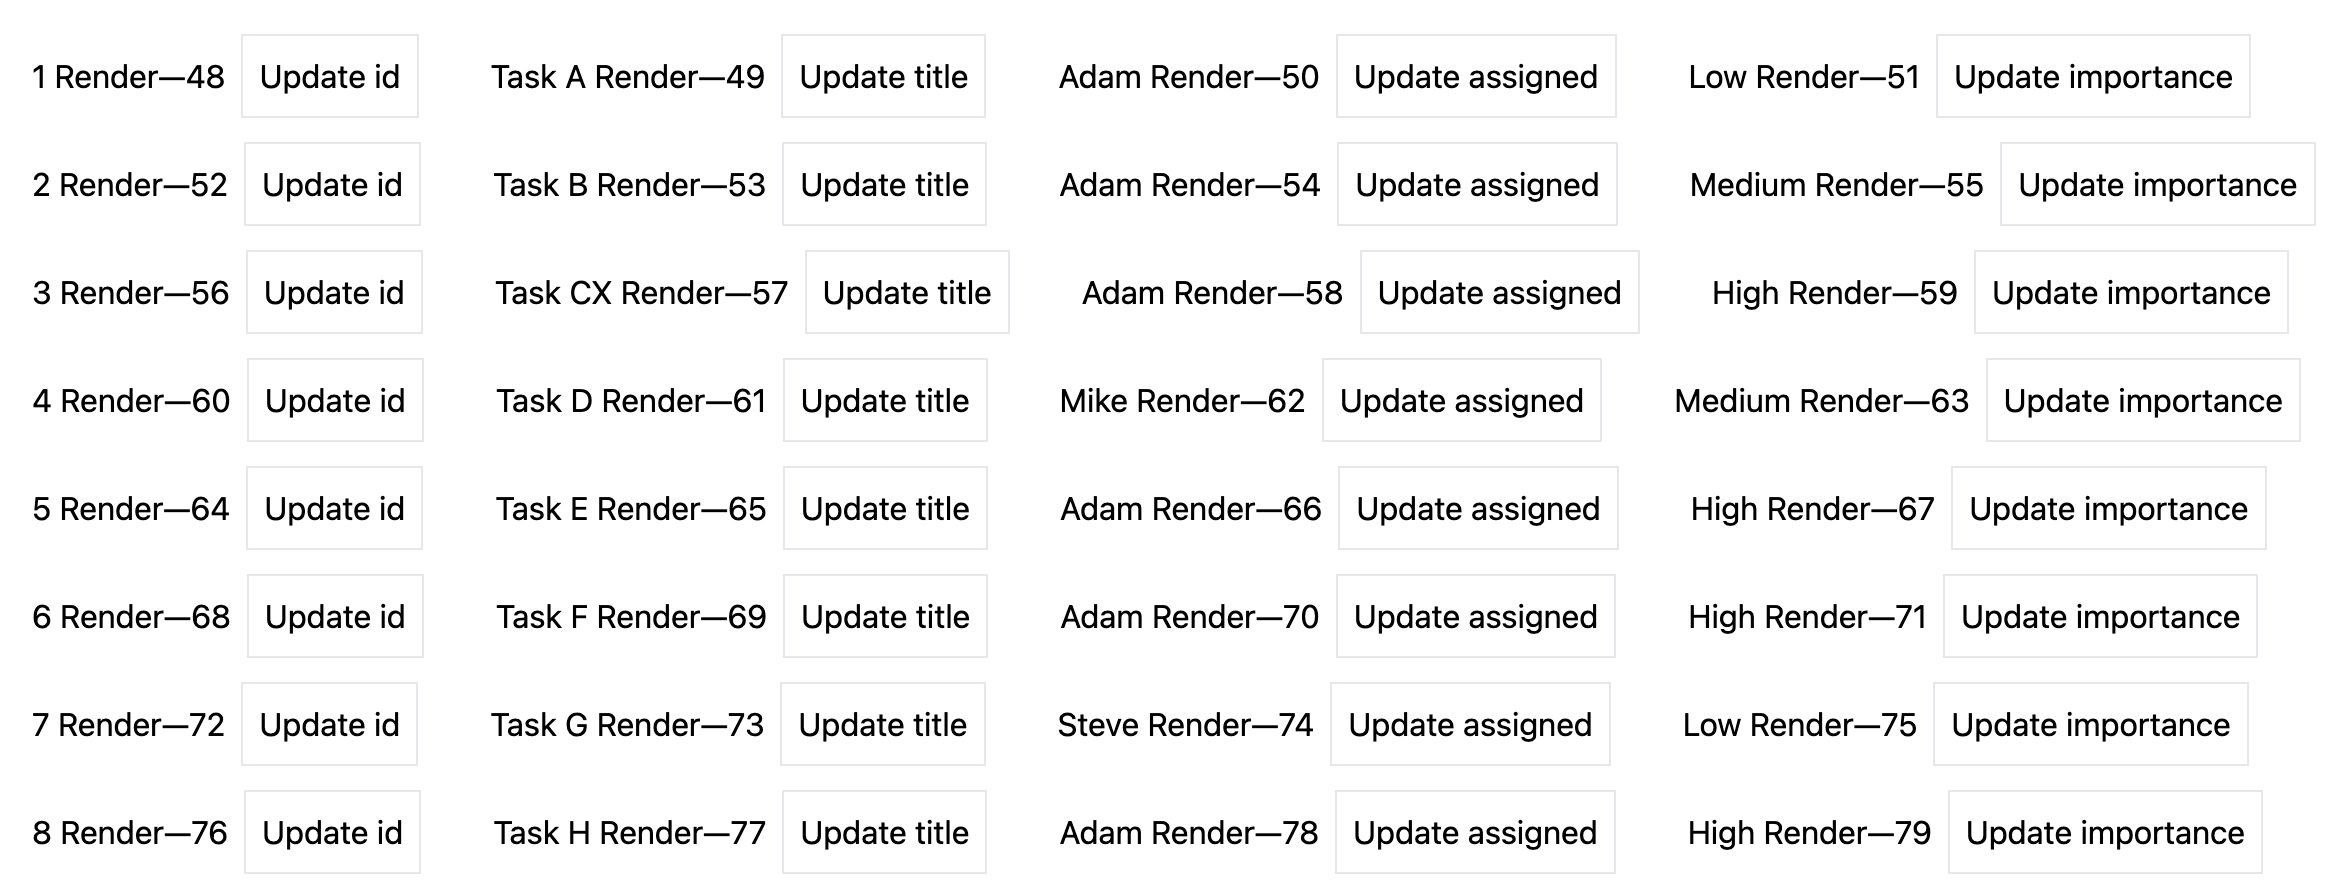 1 Render—48 Update id Task A Render—49 Update title Adam Render—50 Update assigned Low Render—51 Update importance
2 Render—52 Update id Task B Render—53 Update title Adam Render—54 Update assigned Medium Render—55 Update importance
3 Render—56 Update id Task CX Render—57 Update title Adam Render—58 Update assigned High Render—59 Update importance
4 Render—60 Update id Task D Render—61 Update title Mike Render—62 Update assigned Medium Render—63 Update importance
5 Render—64 Update id Task E Render—65 Update title Adam Render—66 Update assigned High Render—67 Update importance
6 Render—68 Update id Task F Render—69 Update title Adam Render—70 Update assigned High Render—71 Update importance
7 Render—72 Update id Task G Render—73 Update title Steve Render—74 Update assigned Low Render—75 Update importance
8 Render—76 Update id Task H Render—77 Update title Adam Render—78 Update assigned High Render—79 Update importance